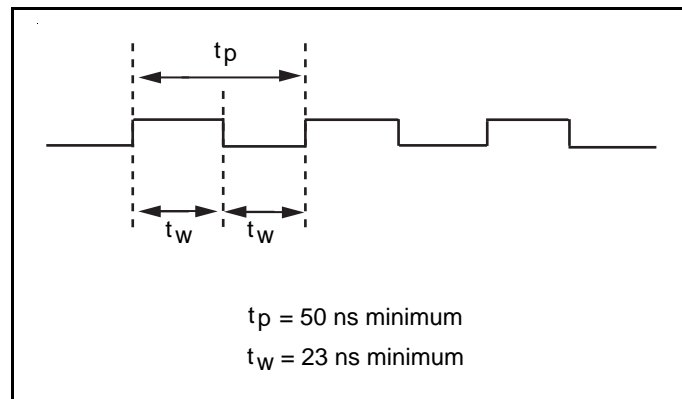 tp
tw tw
tp = 50 ns minimum
tw = 23 ns minimum